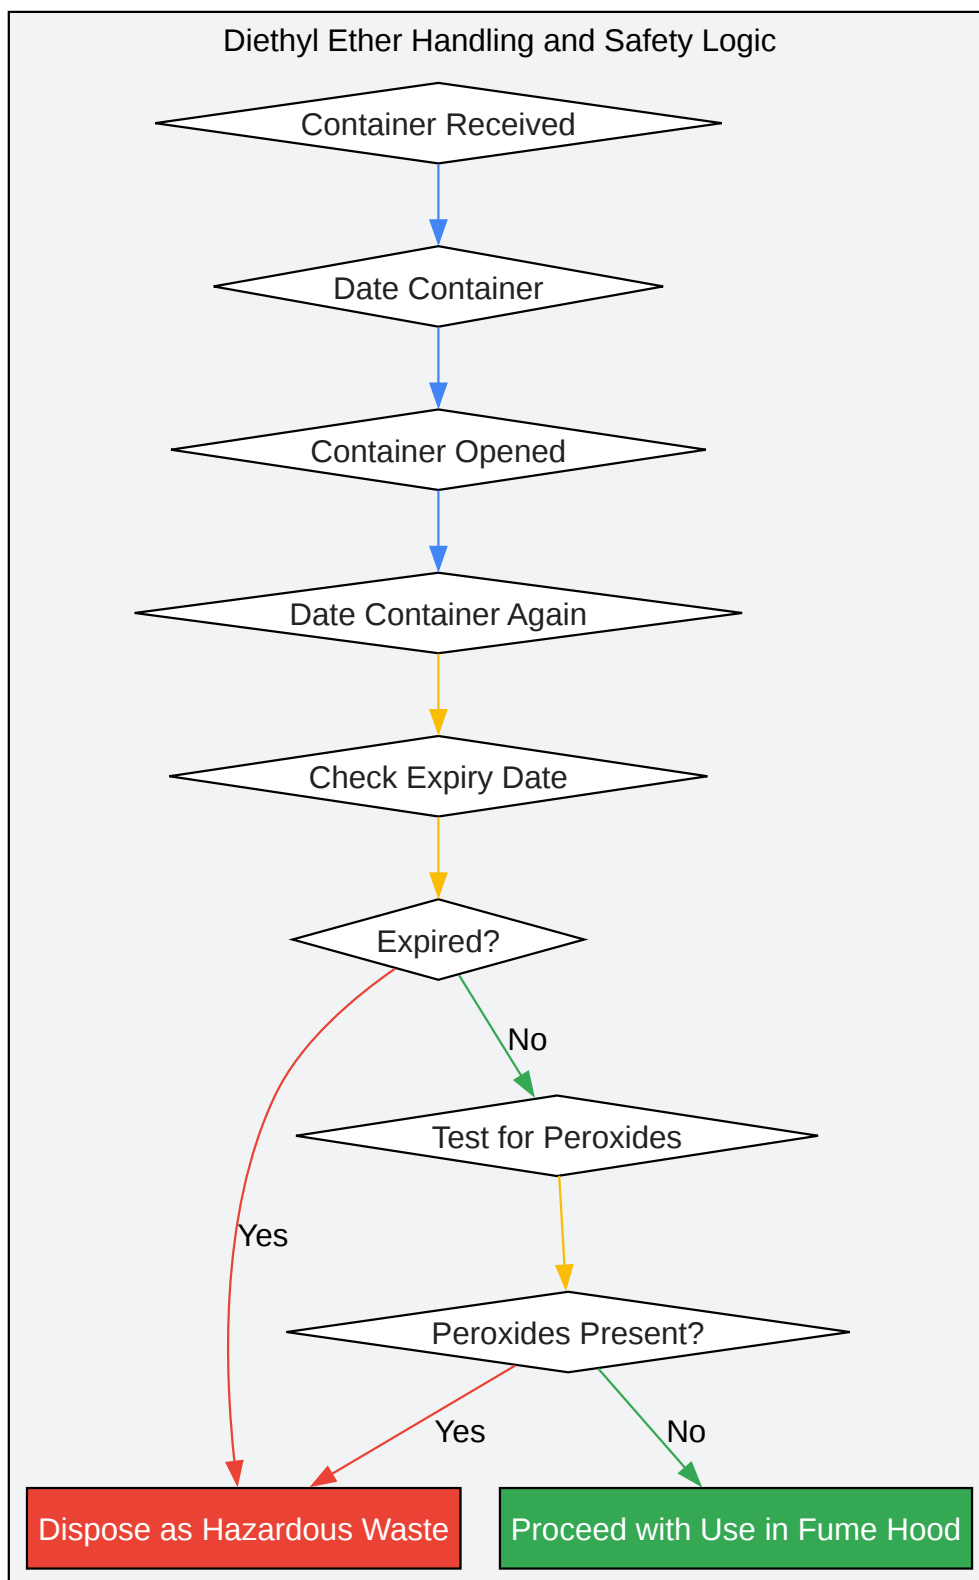 Diethyl Ether Handling and Safety Logic
Container Received
Date Container
Container Opened
Date Container Again
Check Expiry Date
Expired?
No
Test for Peroxides
Yes
Peroxides Present?
Yes
No
Dispose as Hazardous Waste
Proceed with Use in Fume Hood